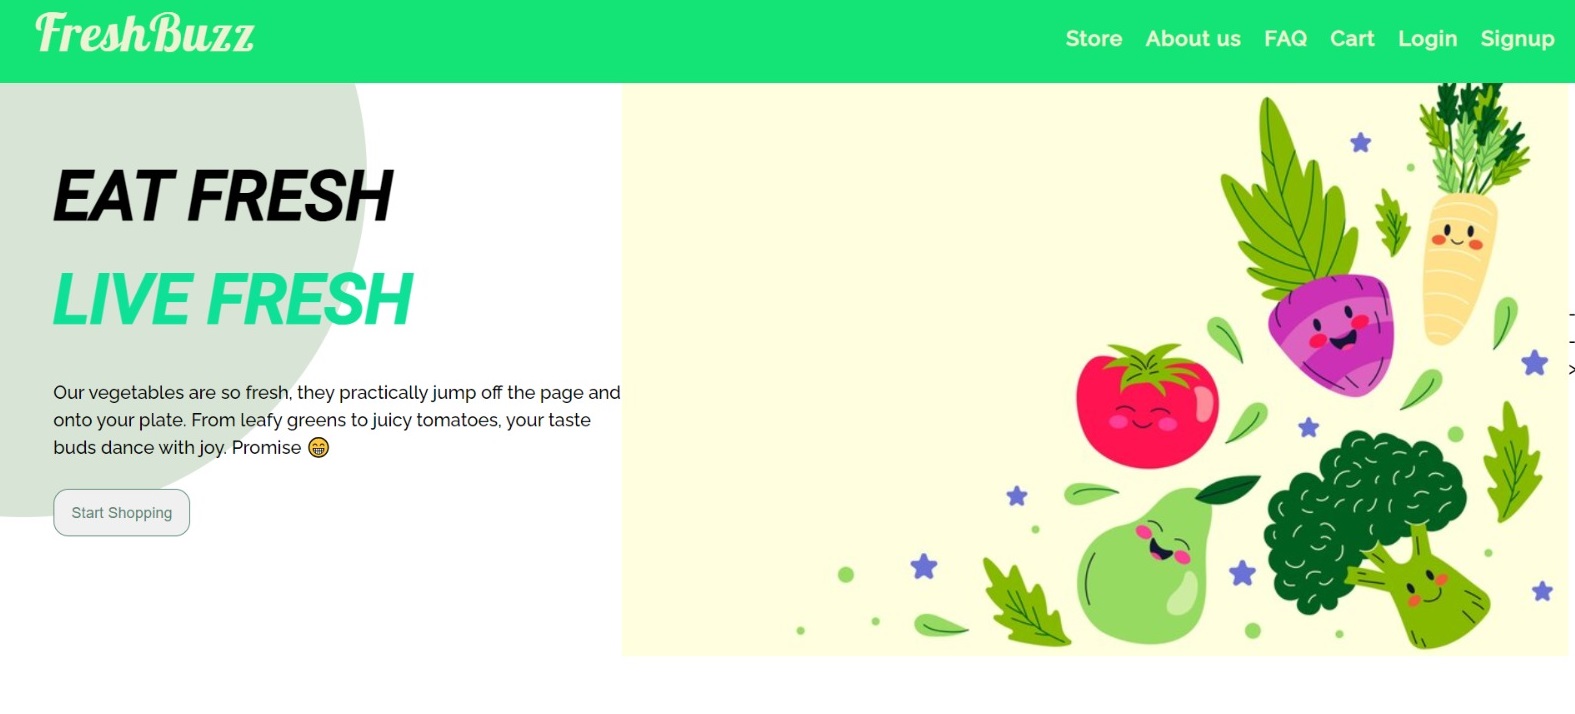 FreshBuzz
Store About us FAQ Cart Login Signup
EAT FRESH
LIVE FRESH
Our vegetables are so fresh, they practically jump off the page and
onto your plate. From leafy greens to juicy tomatoes, your taste
buds dance with joy. Promise 😁
Start Shopping